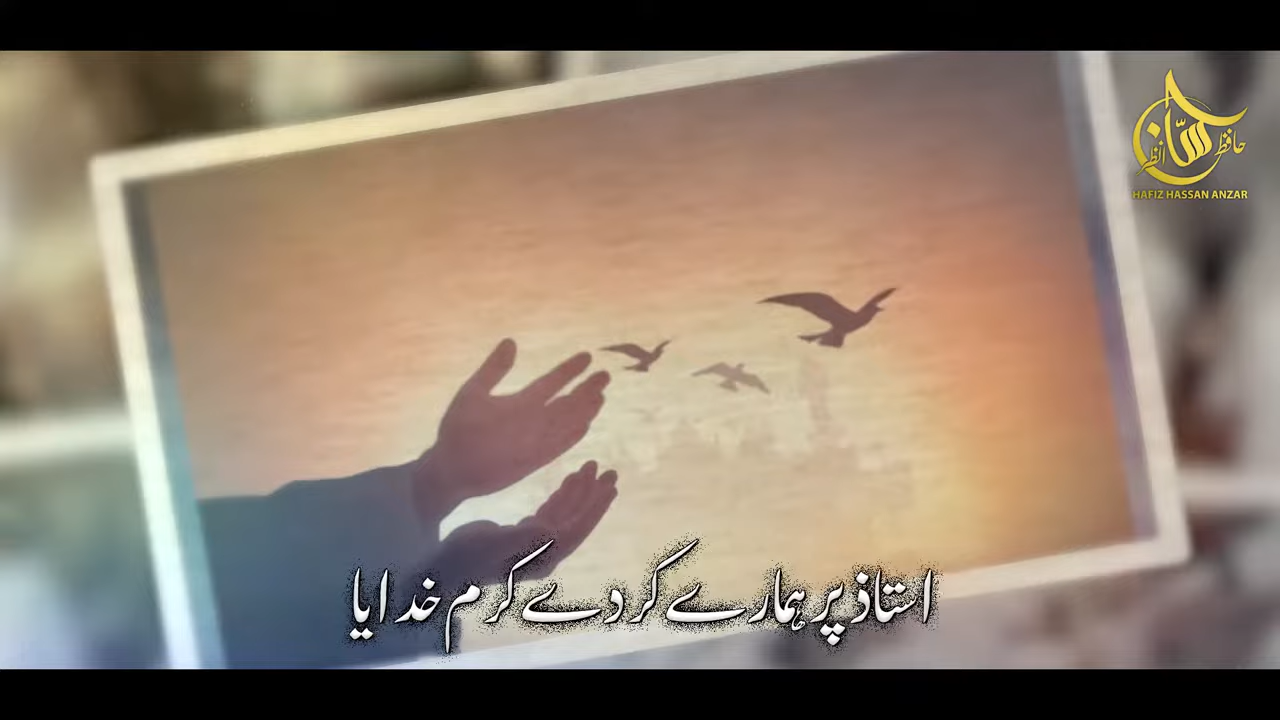 حافظ حسان انظر
HAFIZ HASSAN ANZAR
استاذ پر ہمارے کر دے کرم خدایا